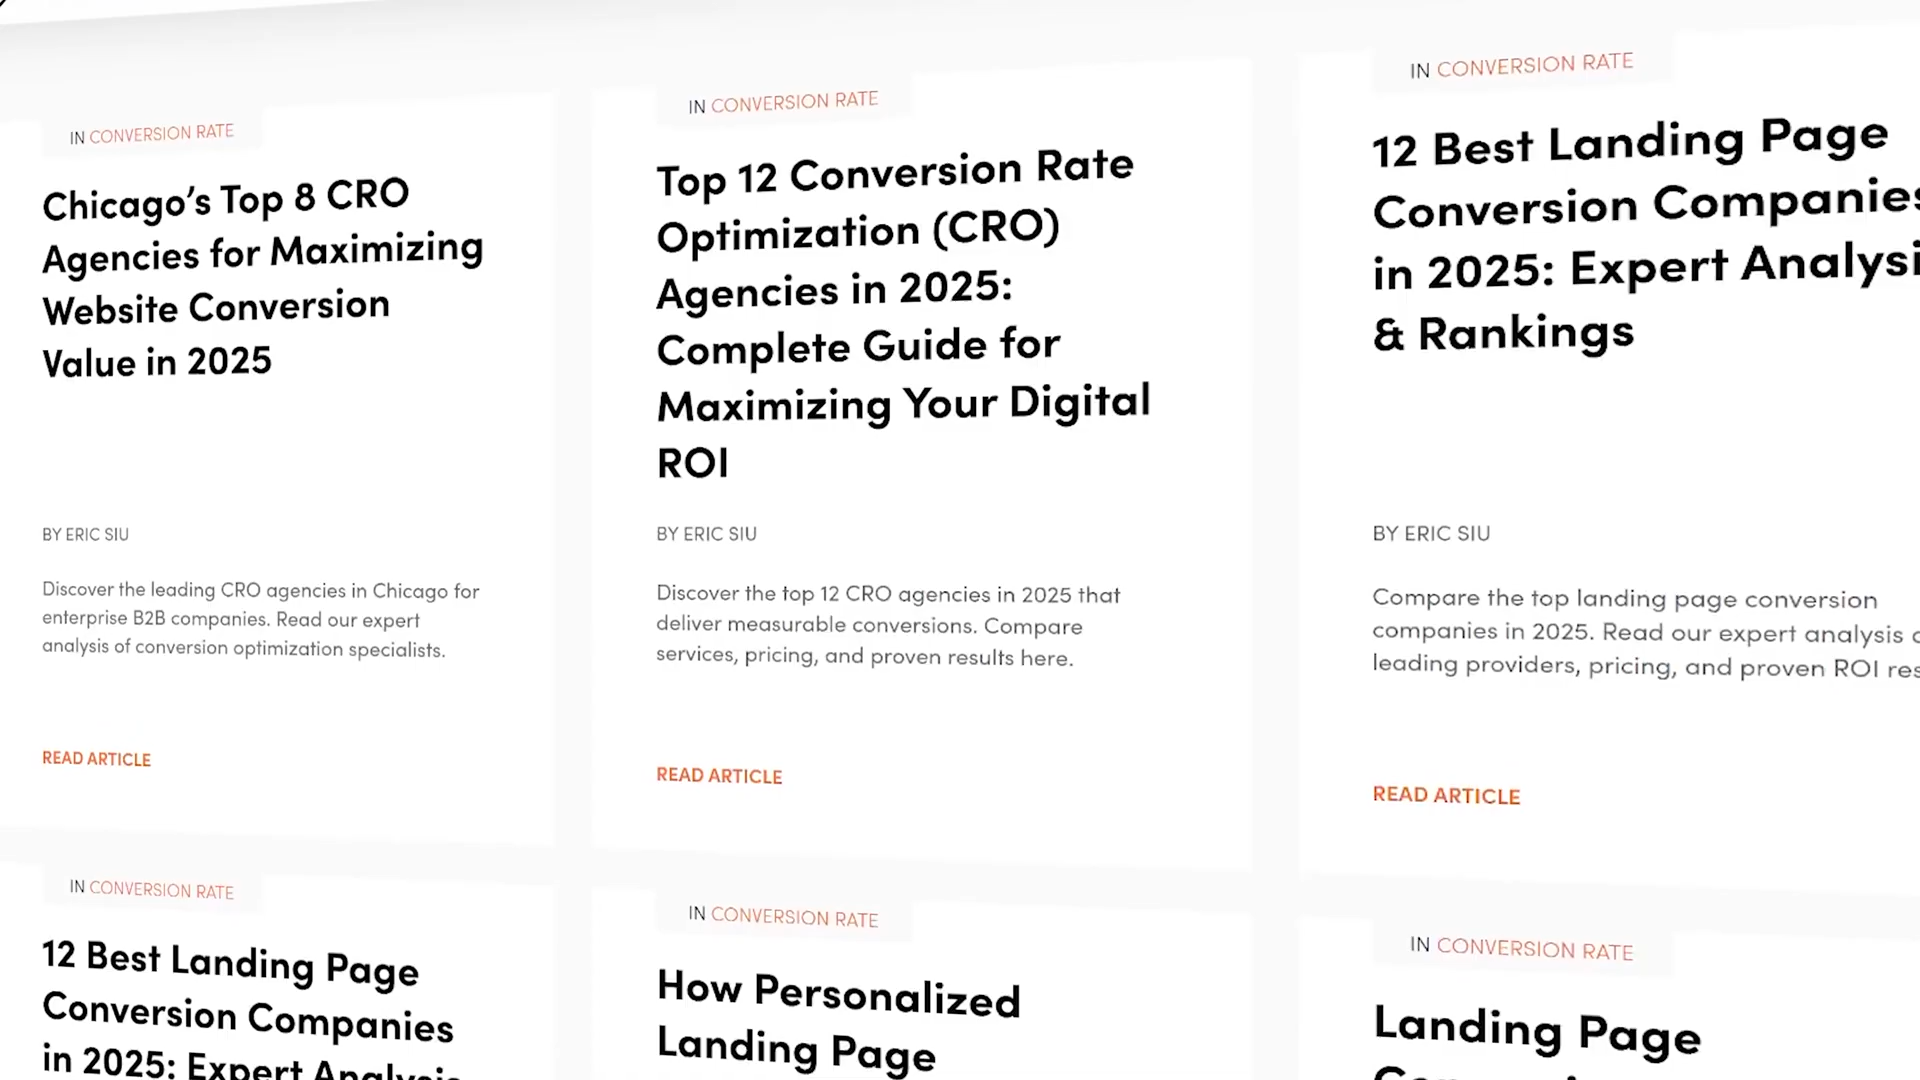 IN CONVERSION RATE
Chicago's Top 8 CRO
Agencies for Maximizing
Website Conversion
Value in 2025
BY ERIC SIU
Discover the leading CRO agencies in Chicago for
enterprise B2B companies. Read our expert
analysis of conversion optimization specialists.
READ ARTICLE
IN CONVERSION RATE
Top 12 Conversion Rate
Optimization (CRO)
Agencies in 2025:
Complete Guide for
Maximizing Your Digital
ROI
BY ERIC SIU
Discover the top 12 CRO agencies in 2025 that
deliver measurable conversions. Compare
services, pricing, and proven results here.
READ ARTICLE
IN CONVERSION RATE
12 Best Landing Page
Conversion Companies
in 2025: Expert Analysi
& Rankings
BY ERIC SIU
Compare the top landing page conversion
companies in 2025. Read our expert analysis
leading providers, pricing, and proven ROI res
READ ARTICLE
IN CONVERSION RATE
12 Best Landing Page
Conversion Companies
in 2025: Expert Analysis
IN CONVERSION RATE
How Personalized
Landing Page
IN CONVERSION RATE
Landing Page